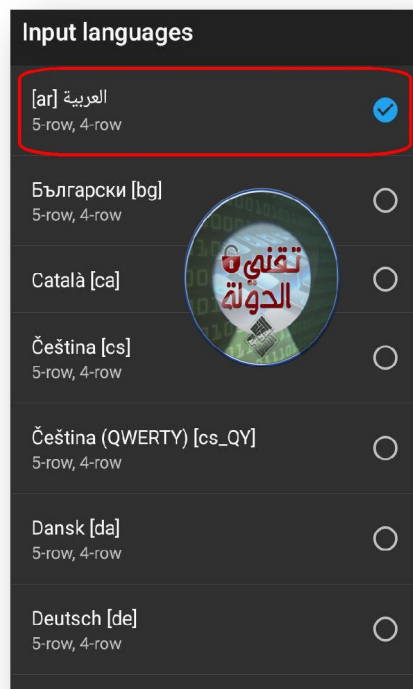 Input languages
العربية [ar]
5-row, 4-row
Български [bg]
5-row, 4-row
Català [ca]
Čeština [cs]
5-row, 4-row
Čeština (QWERTY) [cs_QY]
5-row, 4-row
Dansk [da]
5-row, 4-row
Deutsch [de]
5-row, 4-row
تقني
الدولة